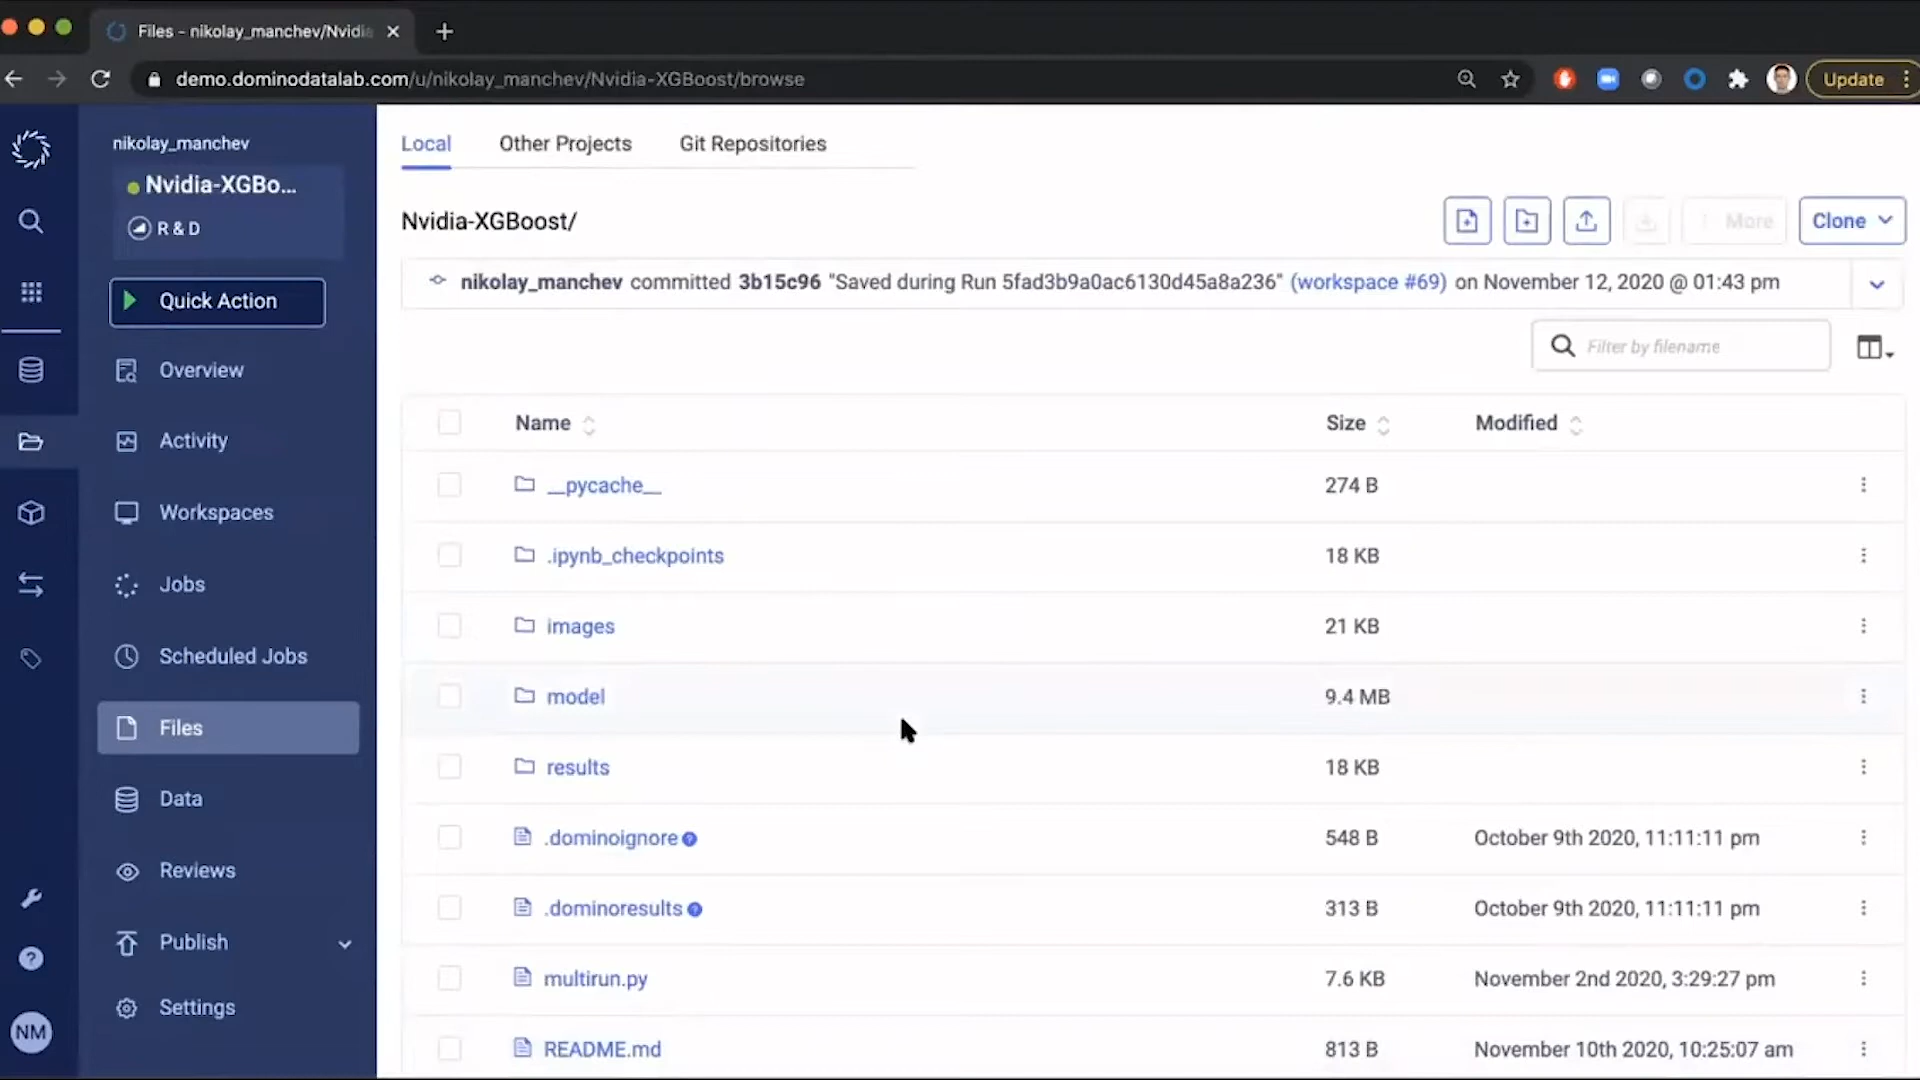 Files - nikolay_manchev/Nvidi
demo.dominodatalab.com/u/nikolay_manchev/Nvidia-XGBoost/browse
Update
nikolay_manchev
Nvidia-XGBo...
R & D
Quick Action
Overview
Activity
Workspaces
Jobs
Scheduled Jobs
Files
Data
Reviews
Publish
Settings
NM
Local Other Projects Git Repositories
Nvidia-XGBoost/
More
Clone
nikolay_manchev committed 3b15c96 "Saved during Run 5fad3b9a0ac6130d45a8a236" (workspace #69) on November 12, 2020 @ 01:43 pm
Filter by filename
Name Size Modified
__pycache__ 274 B
.ipynb_checkpoints 18 KB
images 21 KB
model 9.4 MB
results 18 KB
.dominoignore 548 B October 9th 2020, 11:11:11 pm
.dominoresults 313 B October 9th 2020, 11:11:11 pm
multirun.py 7.6 KB November 2nd 2020, 3:29:27 pm
README.md 813 B November 10th 2020, 10:25:07 am